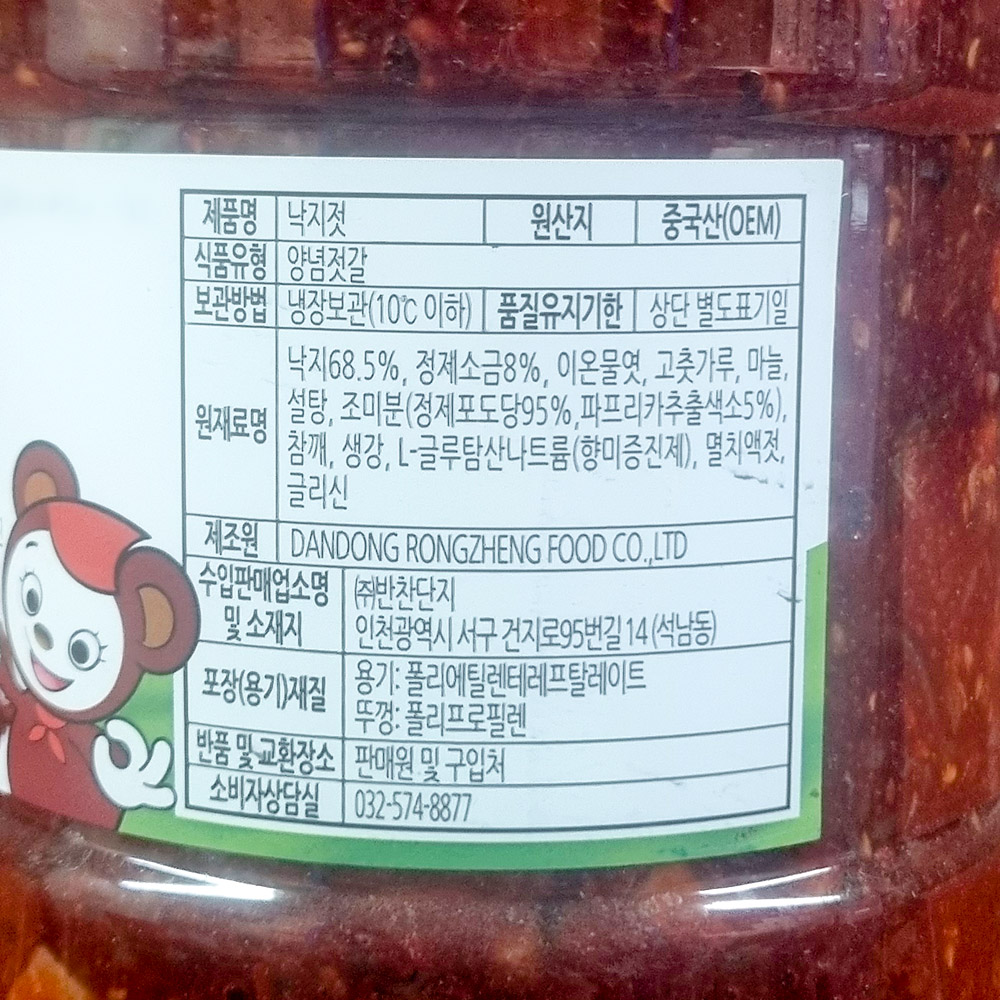 제품명 낙지젓 원산지 중국산(OEM)
식품유형 양념젓갈
보관방법 냉장보관(10℃ 이하) 품질유지기한 상단 별도표기일
원재료명
낙지68.5%, 정제소금8%, 이온물엿, 고춧가루, 마늘,
설탕, 조미분(정제포도당95%,파프리카추출색소5%),
참깨, 생강, L-글루탐산나트륨(향미증진제), 멸치액젓,
글리신
제조원 DANDONG RONGZHENG FOOD CO.,LTD
수입판매업소명
및 소재지
㈜반찬단지
인천광역시 서구 건지로95번길 14 (석남동)
포장(용기)재질
용기: 폴리에틸렌테레프탈레이트
뚜껑: 폴리프로필렌
반품 및 교환장소 판매원 및 구입처
소비자상담실 032-574-8877